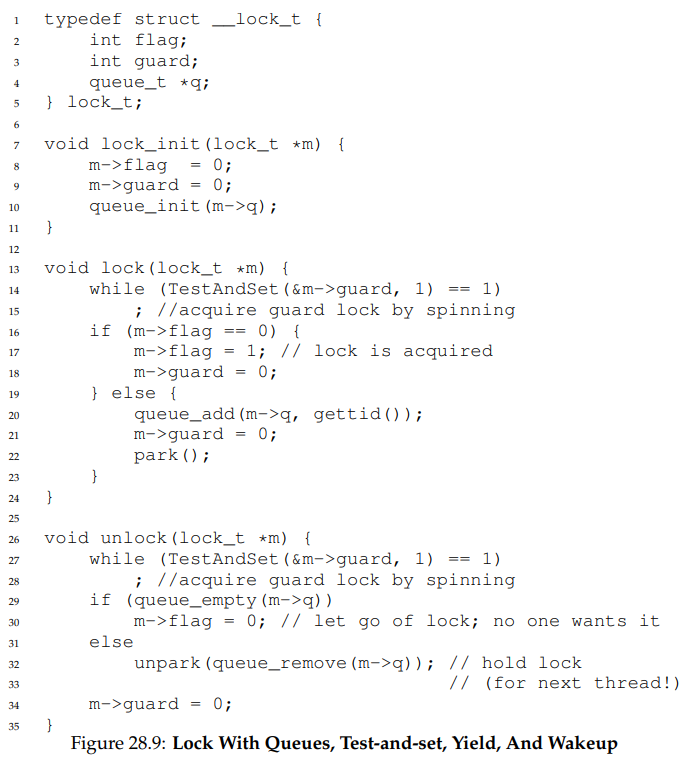 1 typedef struct __lock_t {
2     int flag;
3     int guard;
4     queue_t *q;
5 } lock_t;
6
7 void lock_init(lock_t *m) {
8     m->flag  = 0;
9     m->guard = 0;
10     queue_init(m->q);
11 }
12
13 void lock(lock_t *m) {
14     while (TestAndSet(&m->guard, 1) == 1)
15         ; //acquire guard lock by spinning
16     if (m->flag == 0) {
17         m->flag = 1; // lock is acquired
18         m->guard = 0;
19     } else {
20         queue_add(m->q, gettid());
21         m->guard = 0;
22         park();
23     }
24 }
25
26 void unlock(lock_t *m) {
27     while (TestAndSet(&m->guard, 1) == 1)
28         ; //acquire guard lock by spinning
29     if (queue_empty(m->q))
30         m->flag = 0; // let go of lock; no one wants it
31     else
32         unpark(queue_remove(m->q)); // hold lock
33                                     // (for next thread!)
34     m->guard = 0;
35 }
Figure 28.9: Lock With Queues, Test-and-set, Yield, And Wakeup